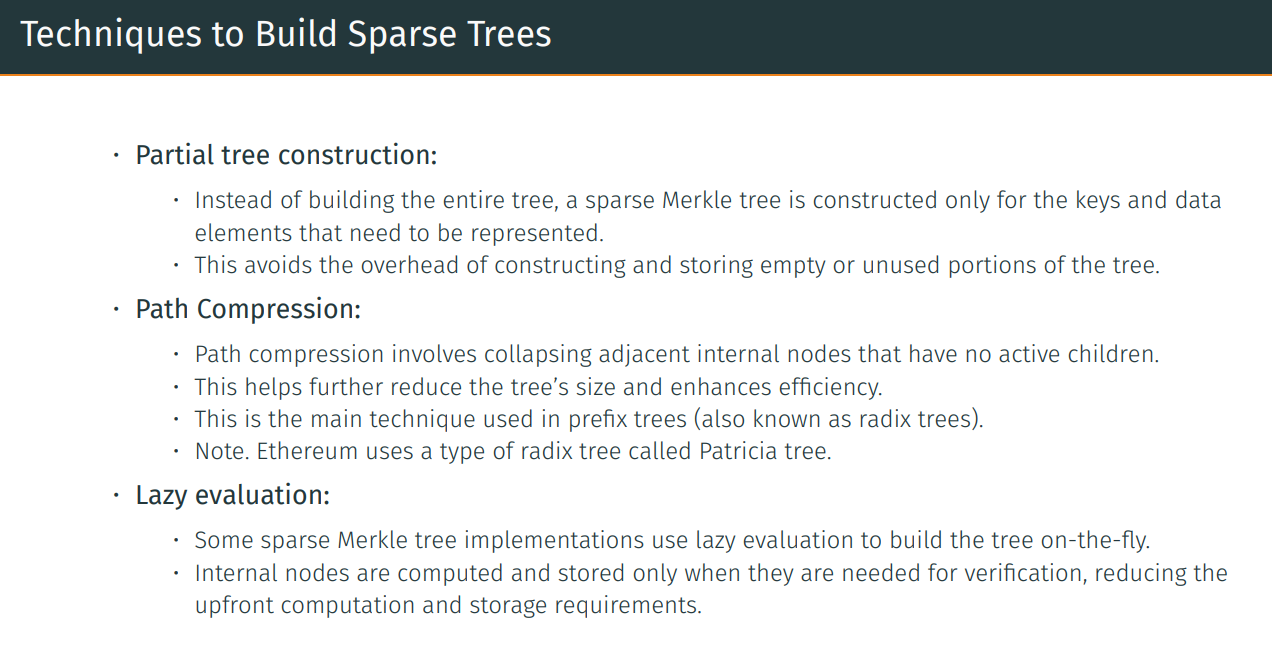 Techniques to Build Sparse Trees
• Partial tree construction:
• Instead of building the entire tree, a sparse Merkle tree is constructed only for the keys and data
elements that need to be represented.
• This avoids the overhead of constructing and storing empty or unused portions of the tree.
• Path Compression:
• Path compression involves collapsing adjacent internal nodes that have no active children.
• This helps further reduce the tree’s size and enhances efficiency.
• This is the main technique used in prefix trees (also known as radix trees).
• Note. Ethereum uses a type of radix tree called Patricia tree.
• Lazy evaluation:
• Some sparse Merkle tree implementations use lazy evaluation to build the tree on-the-fly.
• Internal nodes are computed and stored only when they are needed for verification, reducing the
upfront computation and storage requirements.